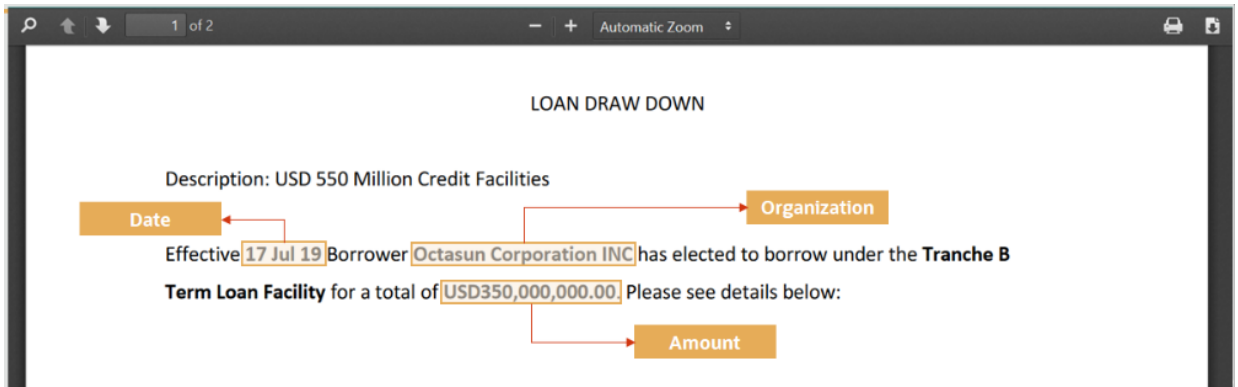 1 of 2 − + Automatic Zoom
LOAN DRAW DOWN
Description: USD 550 Million Credit Facilities
Date
Organization
Effective 17 Jul 19 Borrower Octasun Corporation INC has elected to borrow under the Tranche B
Term Loan Facility for a total of USD350,000,000.00. Please see details below:
Amount